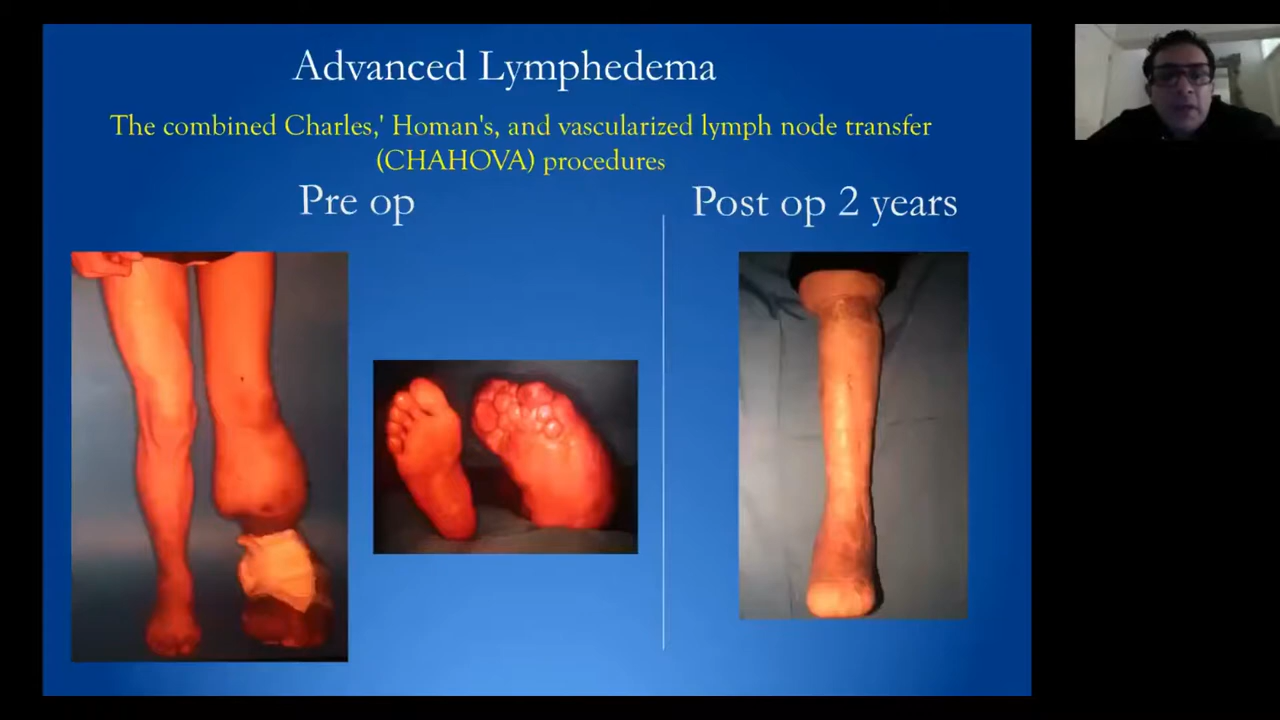 Advanced Lymphedema
The combined Charles,' Homan's, and vascularized lymph node transfer
(CHAHOVA) procedures
Pre op
Post op 2 years